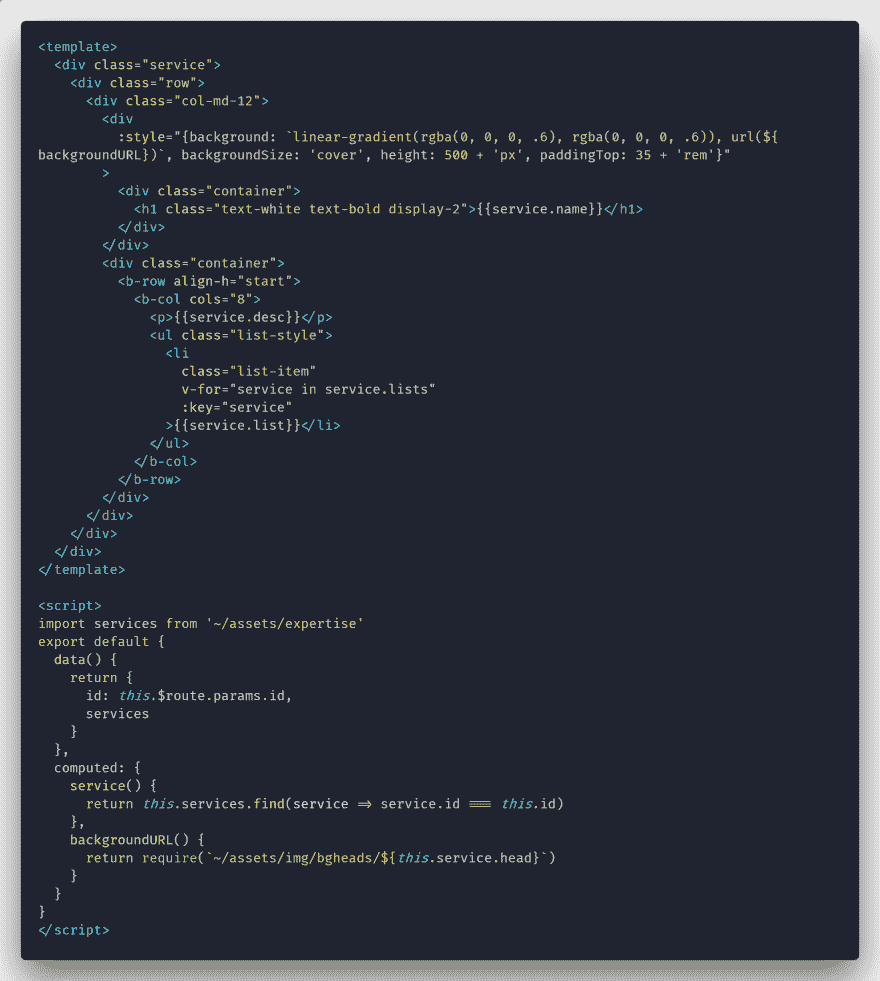 <template>
  <div class="service">
    <div class="row">
      <div class="col-md-12">
        <div
          :style="{background: `linear-gradient(rgba(0, 0, 0, .6), rgba(0, 0, 0, .6)), url(${
backgroundURL})`, backgroundSize: 'cover', height: 500 + 'px', paddingTop: 35 + 'rem'}"
        >
          <div class="container">
            <h1 class="text-white text-bold display-2">{{service.name}}</h1>
          </div>
        </div>
        <div class="container">
          <b-row align-h="start">
            <b-col cols="8">
              <p>{{service.desc}}</p>
              <ul class="list-style">
                <li
                  class="list-item"
                  v-for="service in service.lists"
                  :key="service"
                >{{service.list}}</li>
              </ul>
            </b-col>
          </b-row>
        </div>
      </div>
    </div>
  </div>
</template>

<script>
import services from '~/assets/expertise'
export default {
  data() {
    return {
      id: this.$route.params.id,
      services
    }
  },
  computed: {
    service() {
      return this.services.find(service => service.id === this.id)
    },
    backgroundURL() {
      return require(`~/assets/img/bgheads/${this.service.head}`)
    }
  }
}
</script>